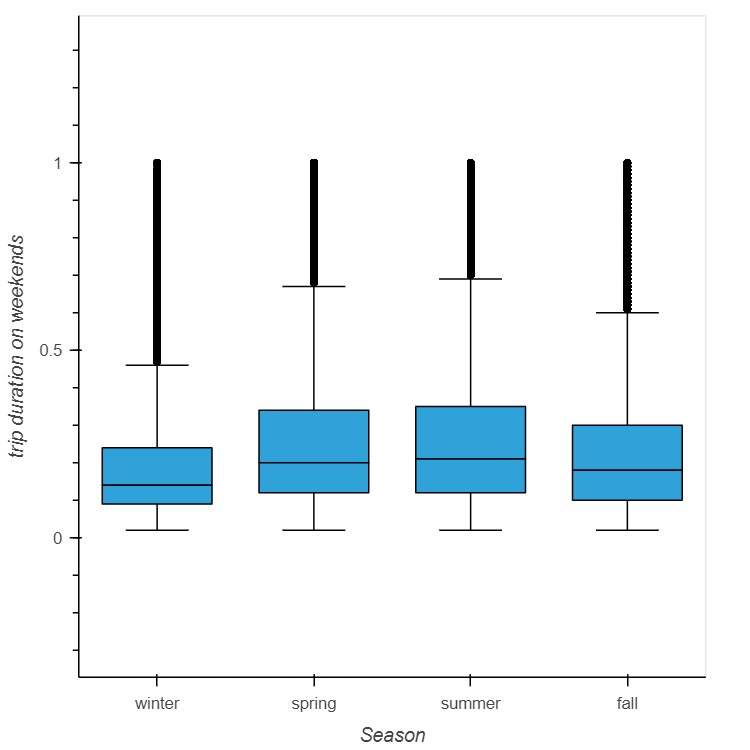 trip duration on weekends
1
0.5
0
winter spring summer fall
Season